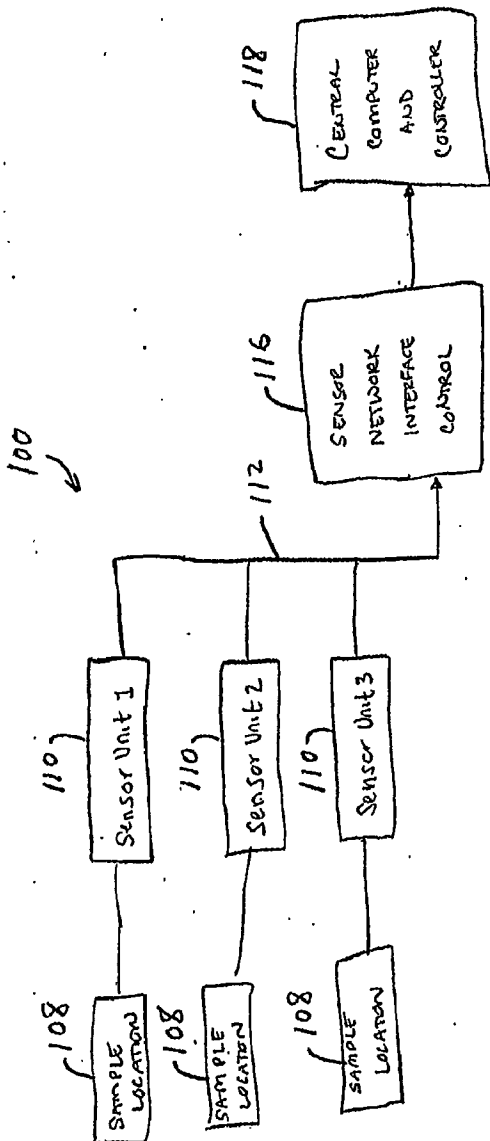 100
108
SAMPLE
LOCATION
110
Sensor Unit 1
108
SAMPLE
LOCATION
110
Sensor Unit 2
108
SAMPLE
LOCATION
110
Sensor Unit 3
112
116
SENSOR
NETWORK
INTERFACE
CONTROL
118
CENTRAL
COMPUTER
AND
CONTROLLER